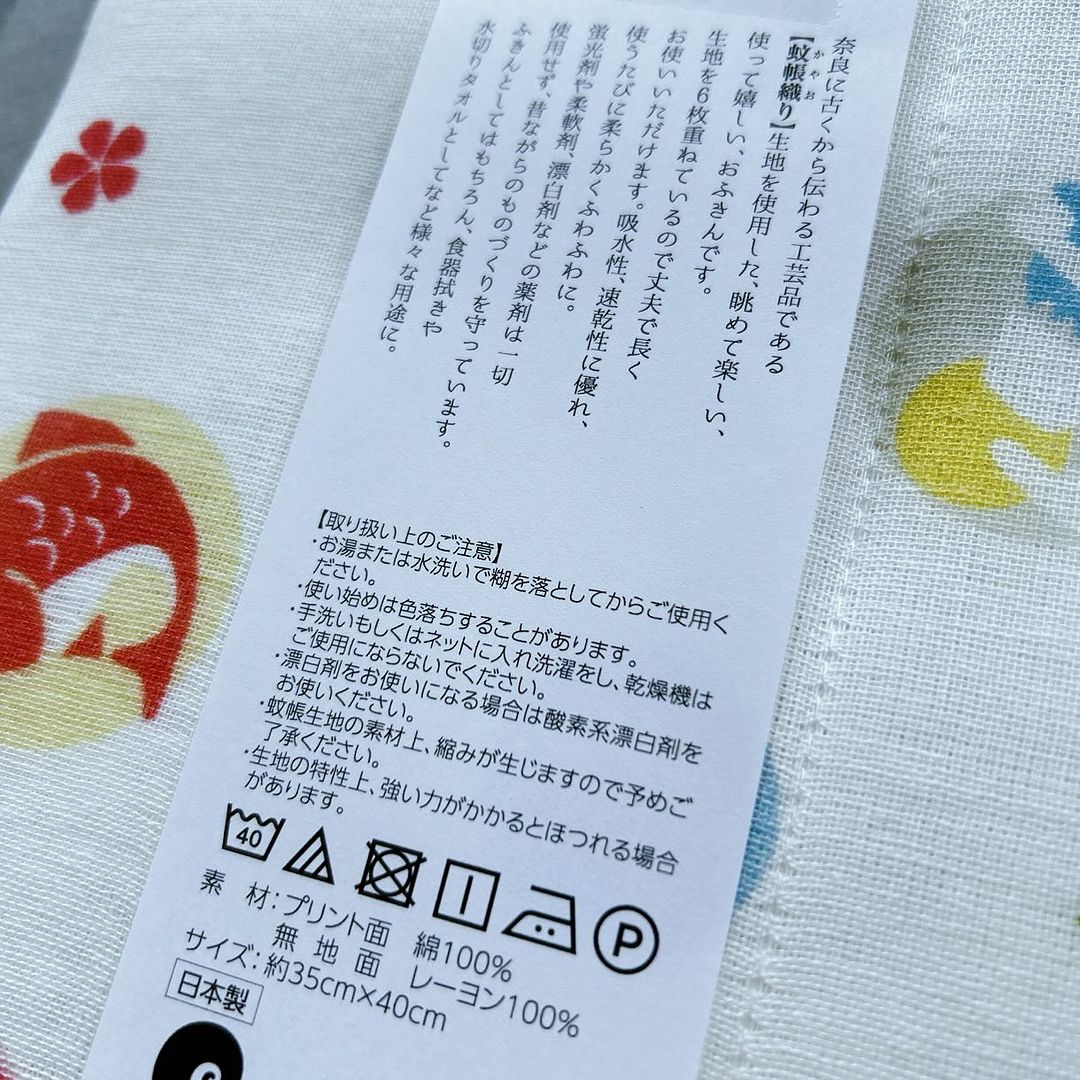 奈良に古くから伝わる工芸品である
【蚊帳織り】生地を使用した、眺めて楽しい、
かやお
使って嬉しい、おふきんです。
生地を6枚重ねているので丈夫で長く
お使いいただけます。吸水性、速乾性に優れ、
使うたびに柔らかくふわふわに。
蛍光剤や柔軟剤、漂白剤などの薬剤は一切
使用せず、昔ながらのものづくりを守っています。
ふきんとしてはもちろん、食器拭きや
水切りタオルとしてなど様々な用途に。
【取り扱い上のご注意】
・お湯または水洗いで糊を落としてからご使用く
ださい。
・使い始めは色落ちすることがあります。
・手洗いもしくはネットに入れ洗濯をし、乾燥機は
ご使用にならないでください。
・漂白剤をお使いになる場合は酸素系漂白剤を
お使いください。
・蚊帳生地の素材上、縮みが生じますので予めご
了承ください。
・生地の特性上、強い力がかかるとほつれる場合
があります。
40
P
素 材：プリント面 綿100%
無 地 面 レーヨン100%
サイズ：約35cm×40cm
日本製